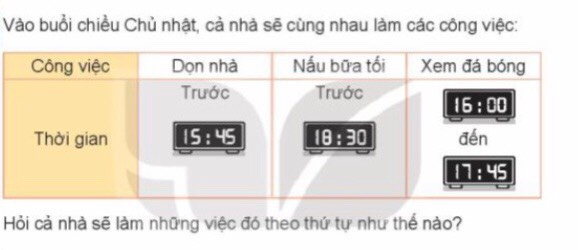 Vào buổi chiều Chủ nhật, cả nhà sẽ cùng nhau làm các công việc:
Công việc Dọn nhà Nấu bữa tối Xem đá bóng
Thời gian
Trước
15:45
Trước
18:30
16:00
đến
17:45
Hỏi cả nhà sẽ làm những việc đó theo thứ tự như thế nào?